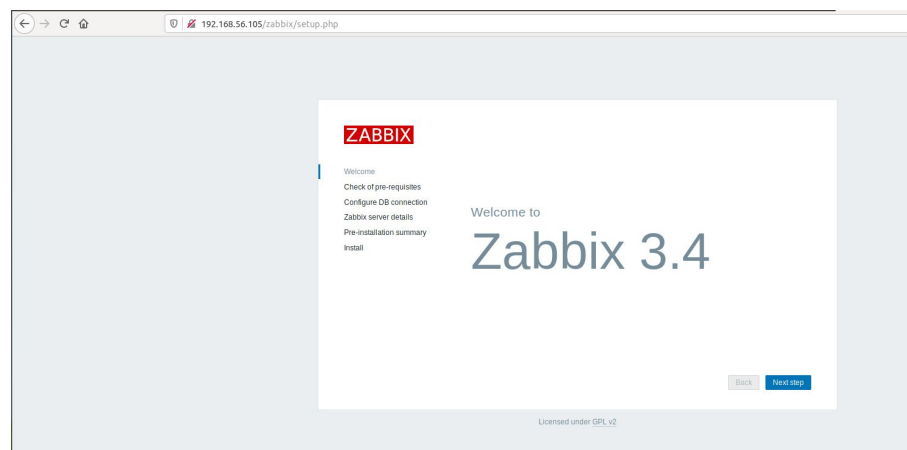 192.168.56.105/zabbix/setup.php
ZABBIX
Welcome
Check of pre-requisites
Configure DB connection
Zabbix server details
Pre-installation summary
Install
Welcome to
Zabbix 3.4
Back Next step
Licensed under GPL v2